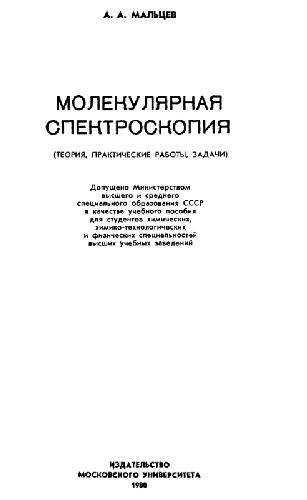 А. А. МАЛЬЦЕВ
МОЛЕКУЛЯРНАЯ
СПЕКТРОСКОПИЯ
(ТЕОРИЯ, ПРАКТИЧЕСКИЕ РАБОТЫ, ЗАДАЧИ)
Допущено Министерством
высшего и среднего
специального образования СССР
в качестве учебного пособия
для студентов химических,
химико-технологических
и физических специальностей
высших учебных заведений
ИЗДАТЕЛЬСТВО
МОСКОВСКОГО УНИВЕРСИТЕТА
1980